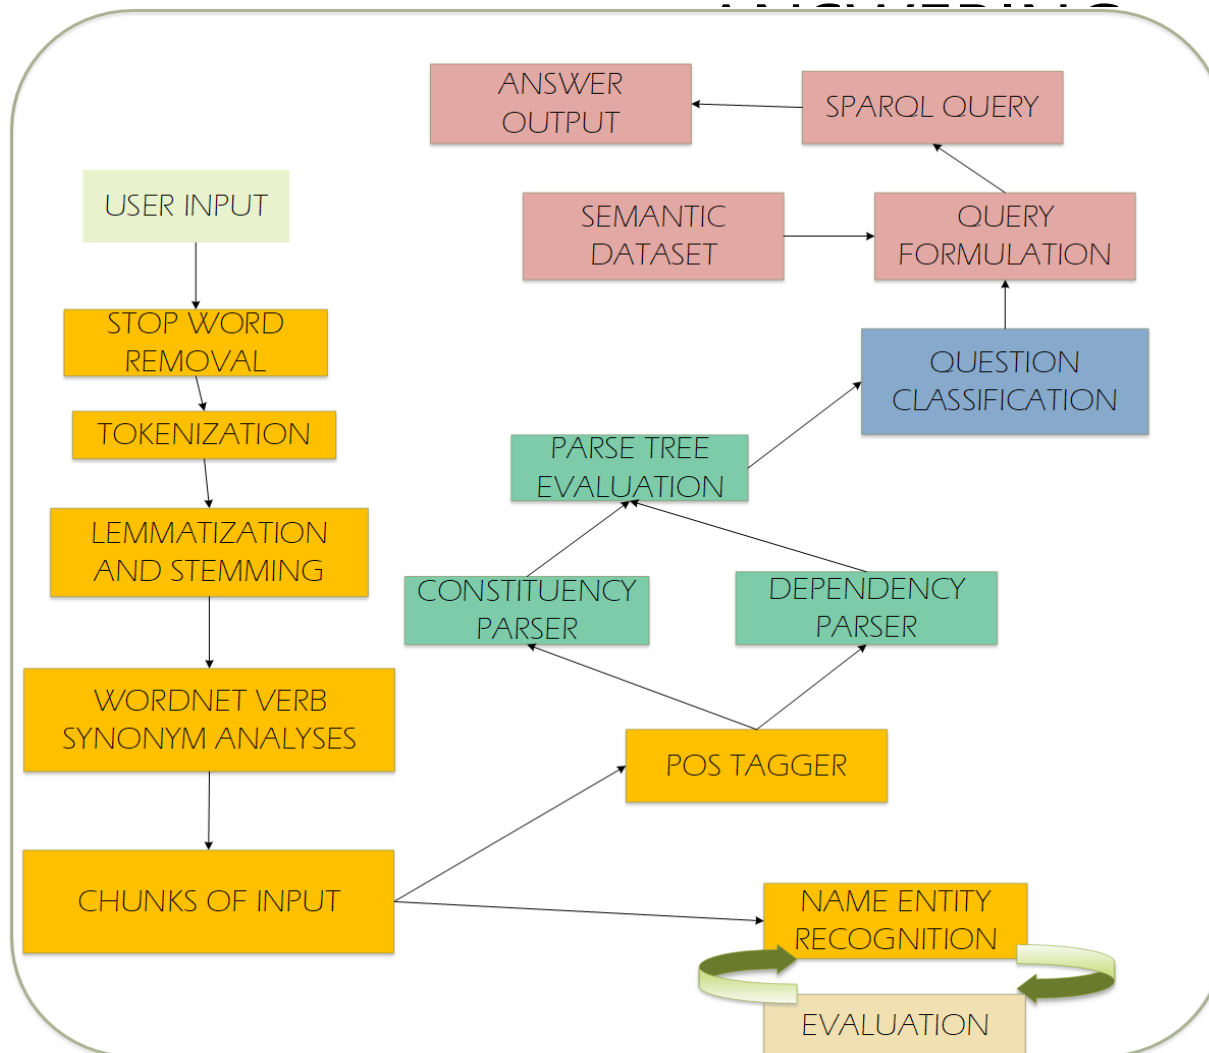 ANSWERING
ANSWER
OUTPUT
SPARQL QUERY
USER INPUT
SEMANTIC
DATASET
QUERY
FORMULATION
STOP WORD
REMOVAL
QUESTION
CLASSIFICATION
TOKENIZATION
PARSE TREE
EVALUATION
LEMMATIZATION
AND STEMMING
CONSTITUENCY
PARSER
DEPENDENCY
PARSER
WORDNET VERB
SYNONYM ANALYSES
POS TAGGER
CHUNKS OF INPUT
NAME ENTITY
RECOGNITION
EVALUATION